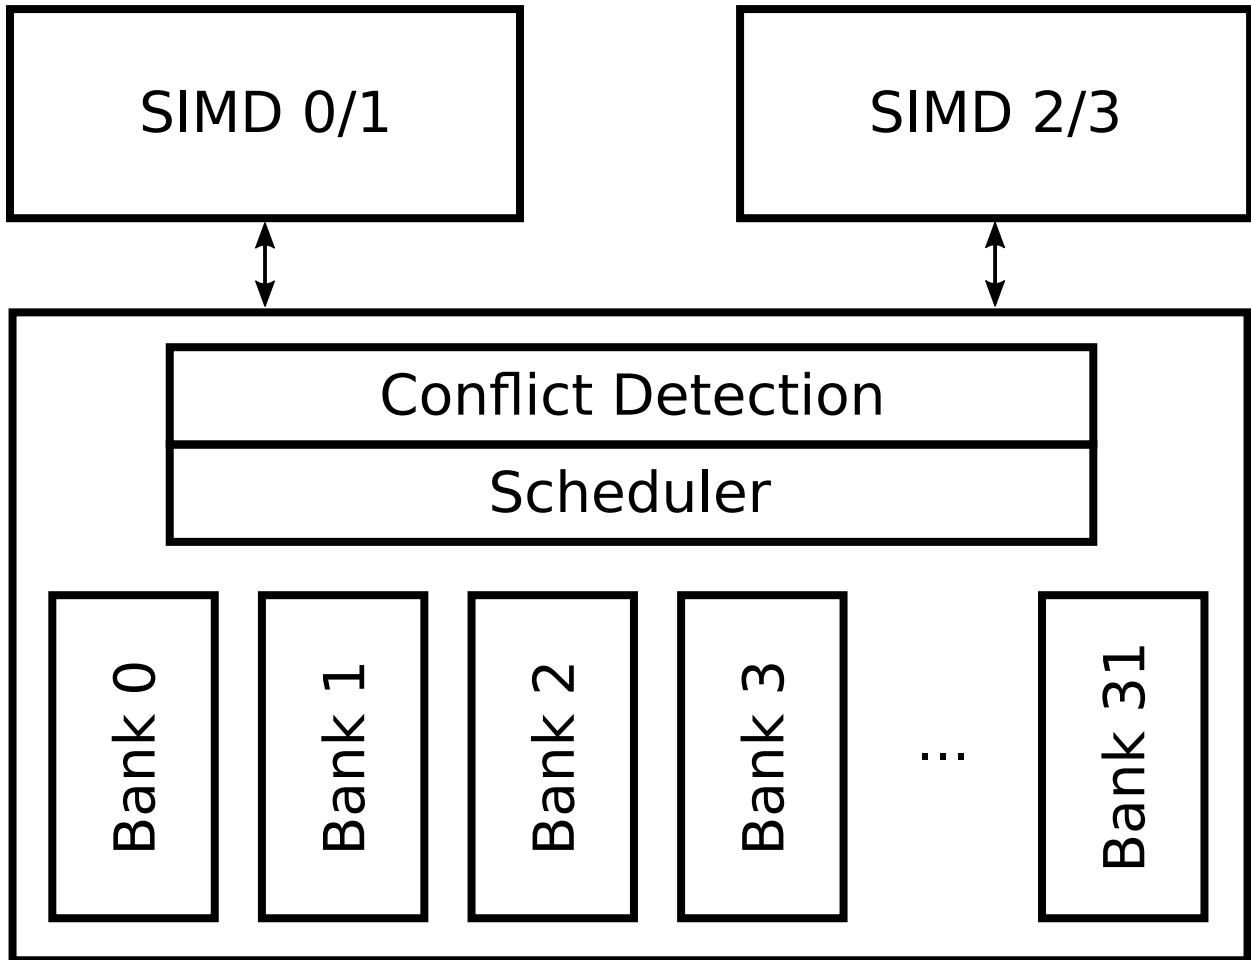 SIMD 0/1
SIMD 2/3
Conflict Detection
Scheduler
Bank 0
Bank 1
Bank 2
Bank 3
...
Bank 31